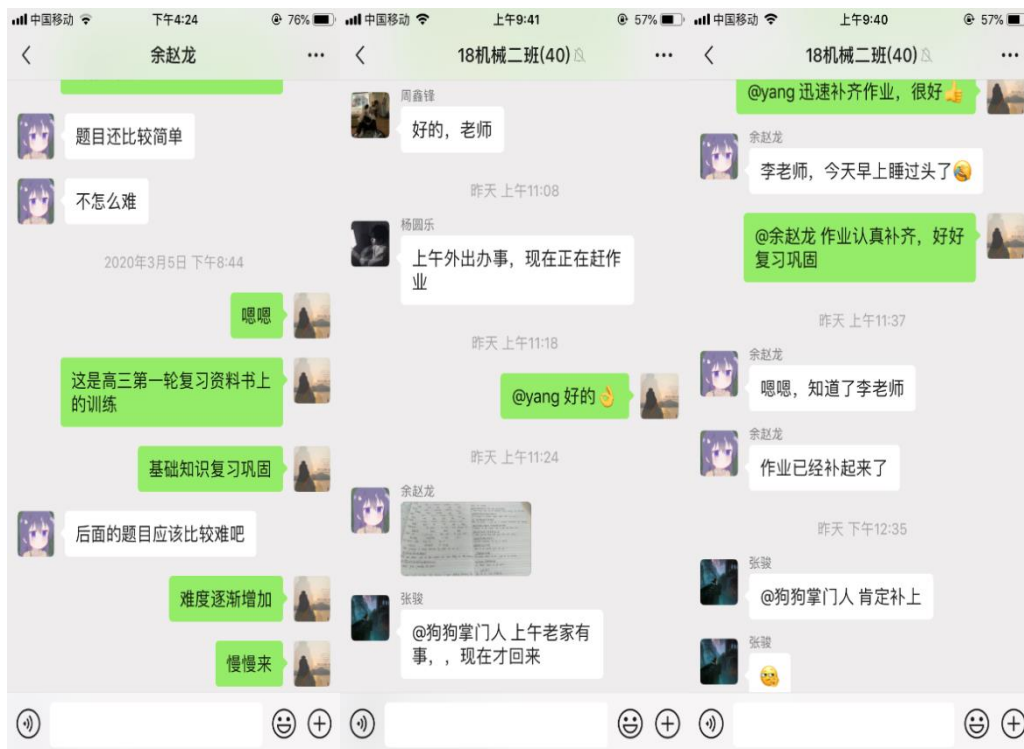 中国移动 下午4:24 76%
余赵龙
题目还比较简单
不怎么难
2020年3月5日 下午8:44
嗯嗯
这是高三第一轮复习资料书上
的训练
基础知识复习巩固
后面的题目应该比较难吧
难度逐渐增加
慢慢来
中国移动 上午9:41 57%
18机械二班(40)
周鑫锋
好的，老师
昨天 上午11:08
杨圆乐
上午外出办事，现在正在赶作
业
昨天 上午11:18
@yang 好的👌
昨天 上午11:24
余赵龙
张骏
@狗狗掌门人 上午老家有
事，，现在才回来
中国移动 上午9:40 57%
18机械二班(40)
@yang 迅速补齐作业，很好👍
余赵龙
李老师，今天早上睡过头了😂
@余赵龙 作业认真补齐，好好
复习巩固
昨天 上午11:37
余赵龙
嗯嗯，知道了李老师
余赵龙
作业已经补起来了
昨天 下午12:35
张骏
@狗狗掌门人 肯定补上
张骏